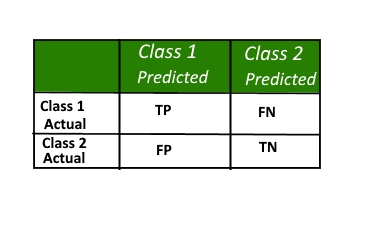 Class 1 Class 2
Predicted Predicted
Class 1 TP FN
Actual
Class 2 FP TN
Actual